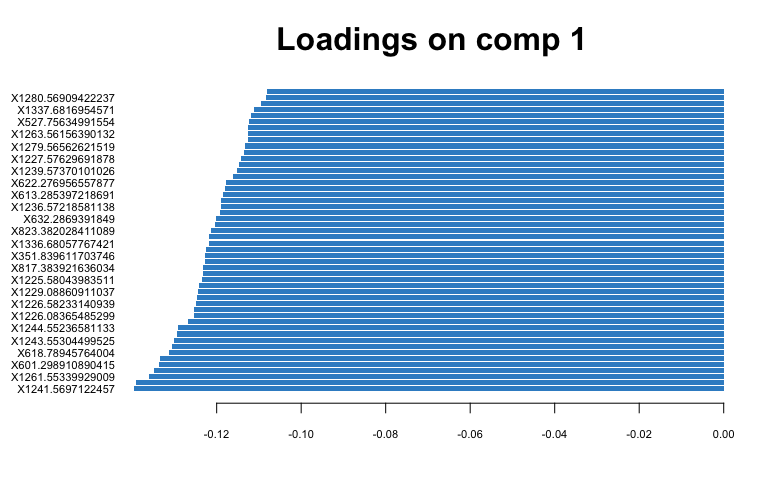 Loadings on comp 1
X1280.56909422237
X1337.6816954571
X527.75634991554
X1263.56156390132
X1279.56562621519
X1227.57629691878
X1239.57370101026
X622.276956557877
X613.285397218691
X1236.57218581138
X632.2869391849
X823.382028411089
X1336.68057767421
X351.839611703746
X817.383921636034
X1225.58043983511
X1229.08860911037
X1226.58233140939
X1226.08365485299
X1244.55236581133
X1243.55304499525
X618.78945764004
X601.298910890415
X1261.55339929009
X1241.5697122457
-0.12 -0.10 -0.08 -0.06 -0.04 -0.02 0.00